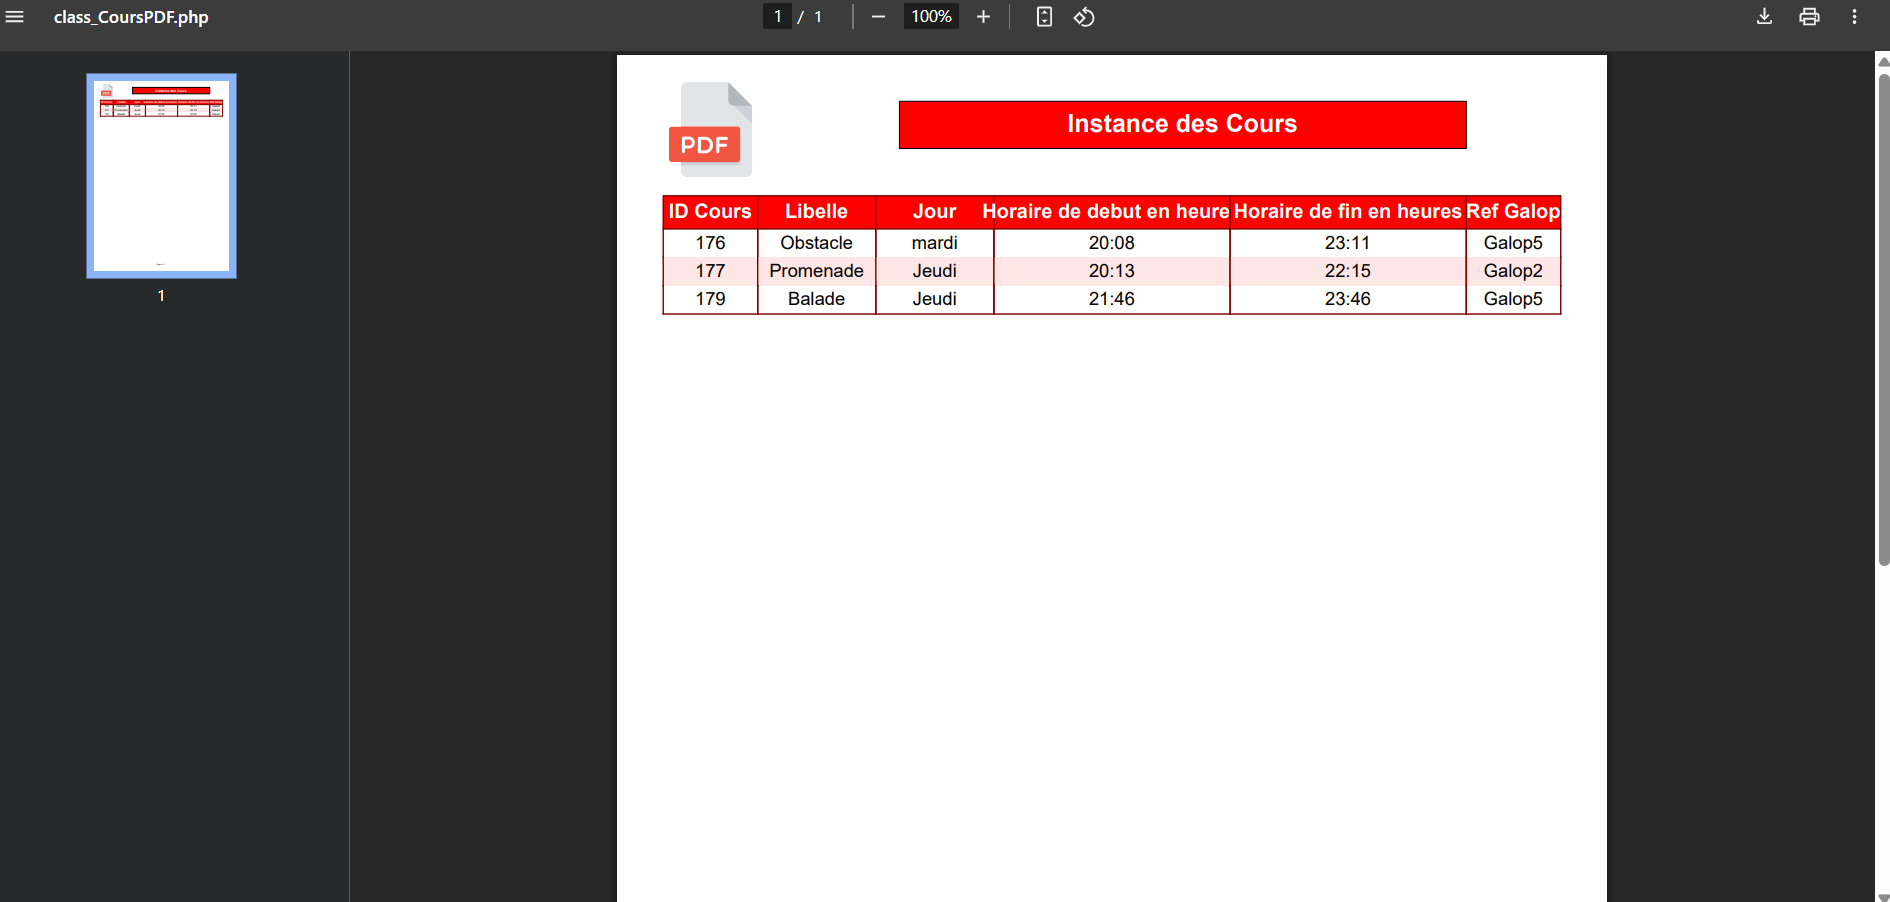 class_CoursPDF.php
1 / 1
100%
1
PDF
Instance des Cours
ID Cours Libelle Jour Horaire de debut en heure Horaire de fin en heures Ref Galop
176 Obstacle mardi 20:08 23:11 Galop5
177 Promenade Jeudi 20:13 22:15 Galop2
179 Balade Jeudi 21:46 23:46 Galop5